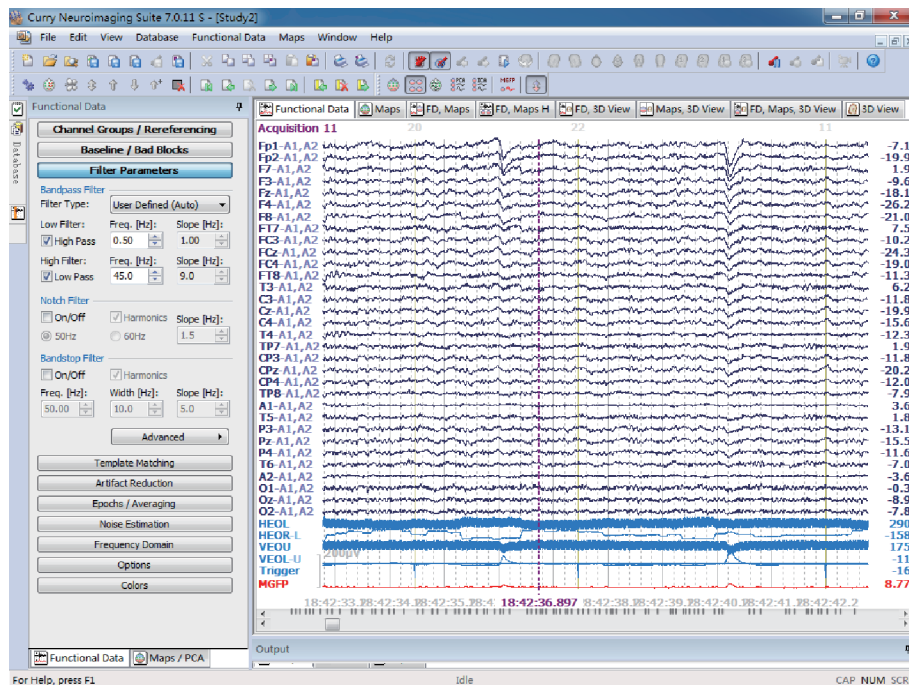 Curry Neuroimaging Suite 7.0.11 S - [Study2]
File Edit View Database Functional Data Maps Window Help
Functional Data
Database
Channel Groups / Rereferencing
Baseline / Bad Blocks
Filter Parameters
Bandpass Filter
Filter Type: User Defined (Auto)
Low Filter: Freq. [Hz]: Slope [Hz]:
High Pass 0.50 1.00
High Filter: Freq. [Hz]: Slope [Hz]:
Low Pass 45.0 9.0
Notch Filter
On/Off Harmonics Slope [Hz]:
50Hz 60Hz 1.5
Bandstop Filter
On/Off Harmonics
Freq. [Hz]: Width [Hz]: Slope [Hz]:
50.00 10.0 5.0
Advanced
Template Matching
Artifact Reduction
Epochs / Averaging
Noise Estimation
Frequency Domain
Options
Colors
Functional Data Maps / PCA
Functional Data Maps FD, Maps FD, Maps H FD, 3D View Maps, 3D View FD, Maps, 3D View 3D View
Acquisition 11 20 22 11
Fp1-A1,A2 -7.1
Fp2-A1,A2 -19.9
F7-A1,A2 1.9
F3-A1,A2 -9.6
Fz-A1,A2 -18.1
F4-A1,A2 -26.2
F8-A1,A2 -21.0
FT7-A1,A2 7.5
FC3-A1,A2 -10.2
FCz-A1,A2 -24.3
FC4-A1,A2 -19.0
FT8-A1,A2 -11.3
T3-A1,A2 6.2
C3-A1,A2 -11.8
Cz-A1,A2 -19.9
C4-A1,A2 -15.6
T4-A1,A2 -12.3
TP7-A1,A2 1.9
CP3-A1,A2 -11.8
CPz-A1,A2 -20.2
CP4-A1,A2 -12.0
TP8-A1,A2 -7.9
A1-A1,A2 3.6
T5-A1,A2 1.8
P3-A1,A2 -13.1
Pz-A1,A2 -15.5
P4-A1,A2 -11.6
T6-A1,A2 -7.0
A2-A1,A2 -3.6
O1-A1,A2 -0.3
Oz-A1,A2 -8.9
O2-A1,A2 -7.8
HEOL 290
HEOR-L -158
VEOU 175
VEOL-U 200µV -11
Trigger -16
MGFP 8.77
18:42:36.897
Output
For Help, press F1 Idle CAP NUM SCR